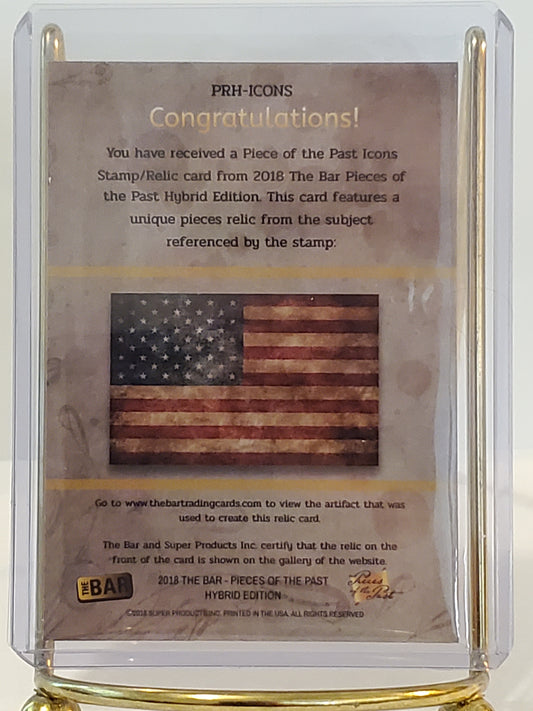 PRH-ICONS
Congratulations!
You have received a Piece of the Past Icons
Stamp/Relic card from 2018 The Bar Pieces of
the Past Hybrid Edition. This card features a
unique pieces relic from the subject
referenced by the stamp:
Go to www.thebartradingcards.com to view the artifact that was
used to create this relic card.
The Bar and Super Products Inc. certify that the relic on the
front of the card is shown on the gallery of the website.
THE BAR
2018 THE BAR - PIECES OF THE PAST
HYBRID EDITION
Pieces
of the Past
©2018 SUPER PRODUCTS INC. PRINTED IN THE USA. ALL RIGHTS RESERVED